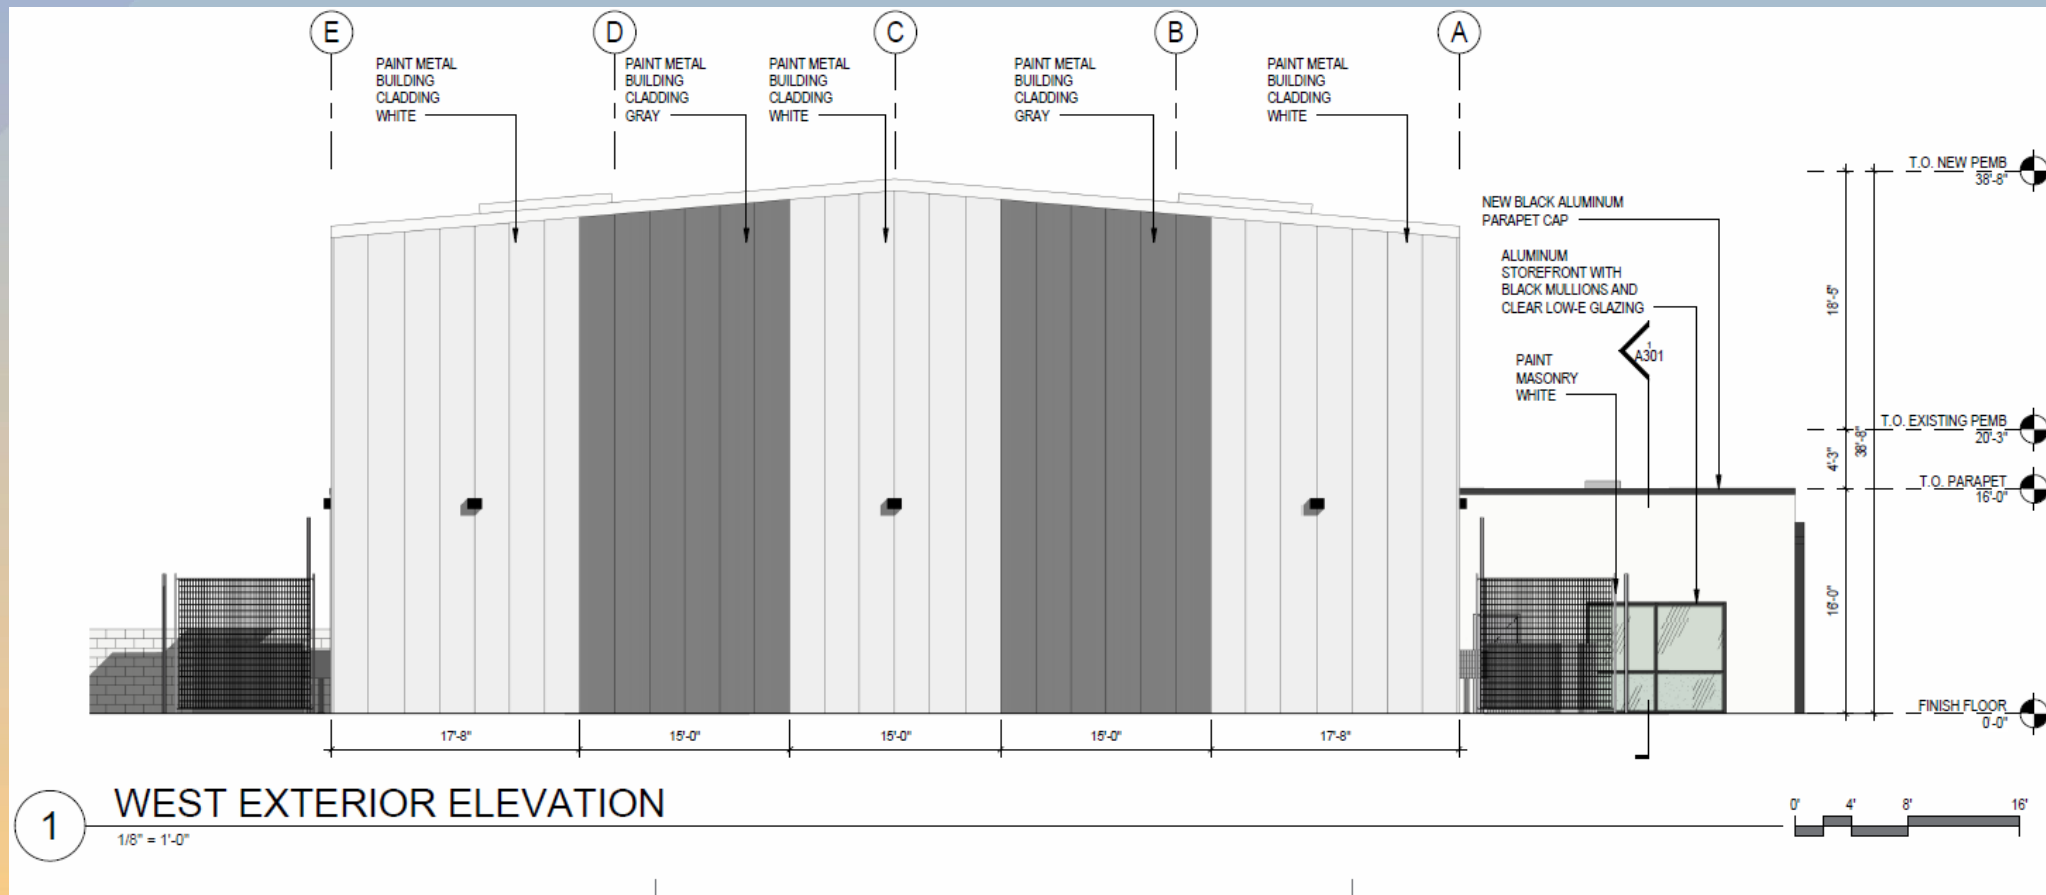 E
D
C
B
A
PAINT METAL
BUILDING
CLADDING
WHITE
PAINT METAL
BUILDING
CLADDING
GRAY
PAINT METAL
BUILDING
CLADDING
WHITE
PAINT METAL
BUILDING
CLADDING
GRAY
PAINT METAL
BUILDING
CLADDING
WHITE
T.O. NEW PEMB
38'-8"
NEW BLACK ALUMINUM
PARAPET CAP
ALUMINUM
STOREFRONT WITH
BLACK MULLIONS AND
CLEAR LOW-E GLAZING
18'-5"
1
A301
PAINT
MASONRY
WHITE
T.O. EXISTING PEMB
20'-3"
38'-8"
4'-3"
T.O. PARAPET
16'-0"
16'-0"
FINISH FLOOR
0'-0"
17'-8"
15'-0"
15'-0"
15'-0"
17'-8"
1
WEST EXTERIOR ELEVATION
1/8" = 1'-0"
0'
4'
8'
16'